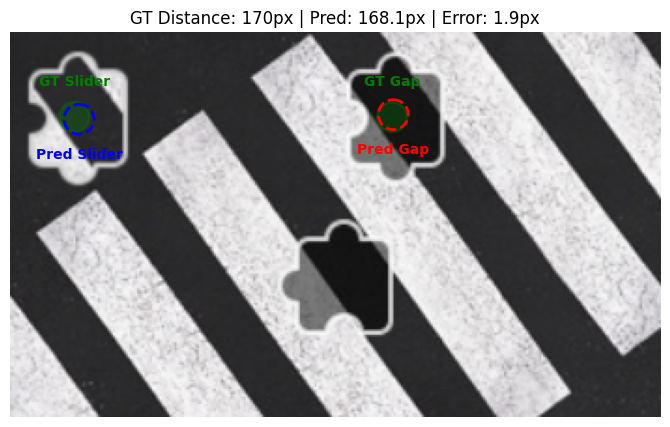 GT Distance: 170px | Pred: 168.1px | Error: 1.9px
GT Slider
GT Gap
Pred Slider
Pred Gap